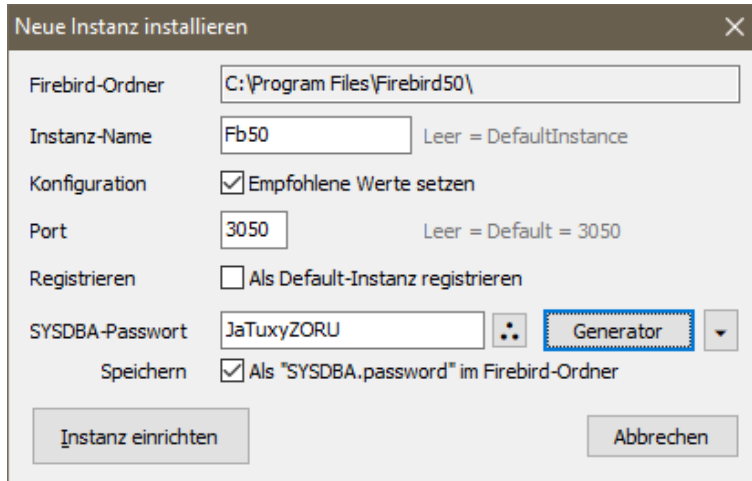 Neue Instanz installieren
Firebird-Ordner C:\Program Files\Firebird50\
Instanz-Name Fb50 Leer = DefaultInstance
Konfiguration Empfohlene Werte setzen
Port 3050 Leer = Default = 3050
Registrieren Als Default-Instanz registrieren
SYSDBA-Passwort JaTuxyZORU Generator
Speichern Als "SYSDBA.password" im Firebird-Ordner
Instanz einrichten Abbrechen